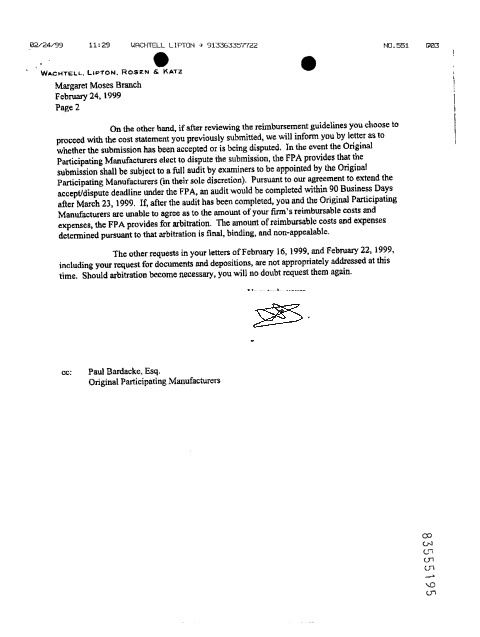 02/24/99 11:29 WACHTELL LIPTON → 913363357722 NO.551 003
WACHTELL, LIPTON, ROSEN & KATZ
Margaret Moses Branch
February 24, 1999
Page 2
On the other hand, if after reviewing the reimbursement guidelines you choose to
proceed with the cost statement you previously submitted, we will inform you by letter as to
whether the submission has been accepted or is being disputed. In the event the Original
Participating Manufacturers elect to dispute the submission, the FPA provides that the
submission shall be subject to a full audit by examiners to be appointed by the Original
Participating Manufacturers (in their sole discretion). Pursuant to our agreement to extend the
accept/dispute deadline under the FPA, an audit would be completed within 90 Business Days
after March 23, 1999. If, after the audit has been completed, you and the Original Participating
Manufacturers are unable to agree as to the amount of your firm's reimbursable costs and
expenses, the FPA provides for arbitration. The amount of reimbursable costs and expenses
determined pursuant to that arbitration is final, binding, and non-appealable.
The other requests in your letters of February 16, 1999, and February 22, 1999,
including your request for documents and depositions, are not appropriately addressed at this
time. Should arbitration become necessary, you will no doubt request them again.
cc: Paul Bardacke, Esq.
Original Participating Manufacturers
83555195